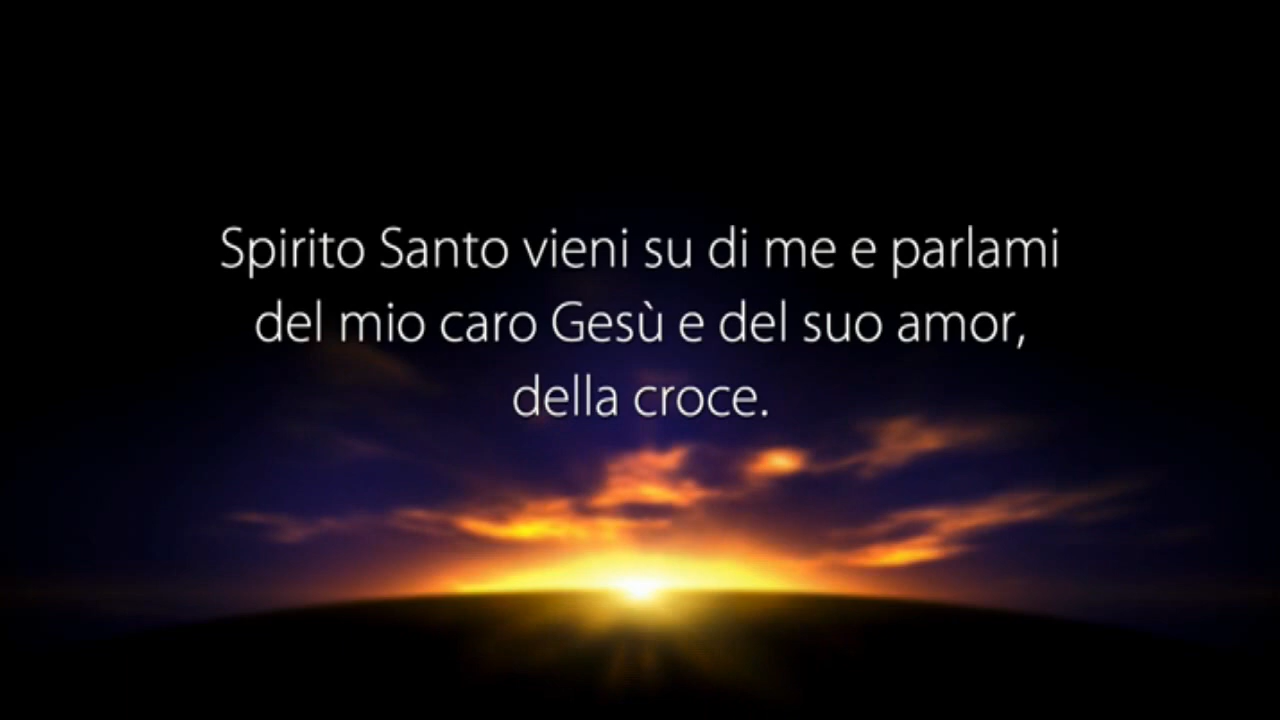 Spirito Santo vieni su di me e parlami
del mio caro Gesù e del suo amor,
della croce.